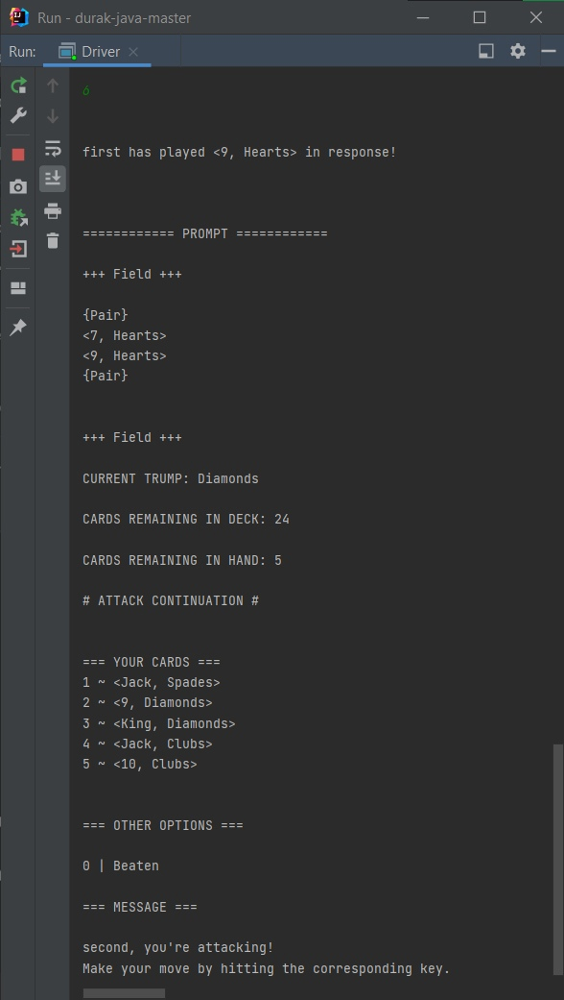 Run - durak-java-master
Run: Driver
6
first has played <9, Hearts> in response!
============ PROMPT ============
+++ Field +++
{Pair}
<7, Hearts>
<9, Hearts>
{Pair}
+++ Field +++
CURRENT TRUMP: Diamonds
CARDS REMAINING IN DECK: 24
CARDS REMAINING IN HAND: 5
# ATTACK CONTINUATION #
=== YOUR CARDS ===
1 ~ <Jack, Spades>
2 ~ <9, Diamonds>
3 ~ <King, Diamonds>
4 ~ <Jack, Clubs>
5 ~ <10, Clubs>
=== OTHER OPTIONS ===
0 | Beaten
=== MESSAGE ===
second, you're attacking!
Make your move by hitting the corresponding key.